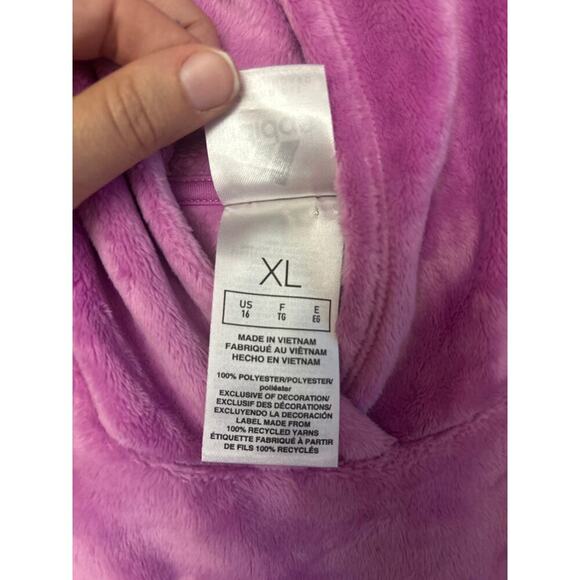 XL
US F E
16 TG EG
MADE IN VIETNAM
FABRIQUÉ AU VIÊTNAM
HECHO EN VIETNAM
100% POLYESTER/POLYESTER/
poliéster
EXCLUSIVE OF DECORATION/
EXCLUSIF DES DÉCORATIONS/
EXCLUYENDO LA DECORACIÓN
LABEL MADE FROM
100% RECYCLED YARNS
ÉTIQUETTE FABRIQUÉ À PARTIR
DE FILS 100% RECYCLÉS